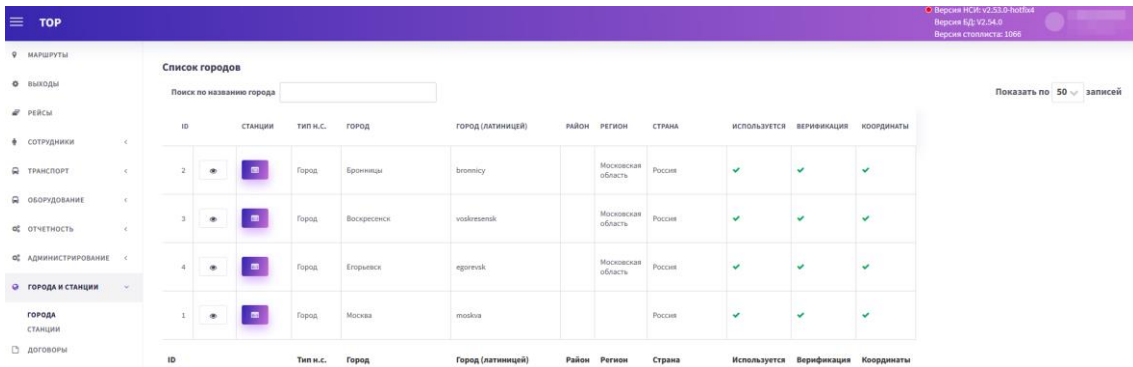 TOP
Версия НСИ: v2.53.0-hotfix4
Версия БД: V2.54.0
Версия стоплиста: 1066
МАРШРУТЫ
ВЫХОДЫ
РЕЙСЫ
СОТРУДНИКИ
ТРАНСПОРТ
ОБОРУДОВАНИЕ
ОТЧЕТНОСТЬ
АДМИНИСТРИРОВАНИЕ
ГОРОДА И СТАНЦИИ
ГОРОДА
СТАНЦИИ
ДОГОВОРЫ
Список городов
Поиск по названию города
Показать по 50 записей
ID СТАНЦИИ ТИП Н.С. ГОРОД ГОРОД (ЛАТИНИЦЕЙ) РАЙОН РЕГИОН СТРАНА ИСПОЛЬЗУЕТСЯ ВЕРИФИКАЦИЯ КООРДИНАТЫ
2 Город Бронницы bronnicy Московская область Россия
3 Город Воскресенск voskresensk Московская область Россия
4 Город Егорьевск egorevsk Московская область Россия
1 Город Москва moskva Россия
ID Тип н.с. Город Город (латиницей) Район Регион Страна Используется Верификация Координаты